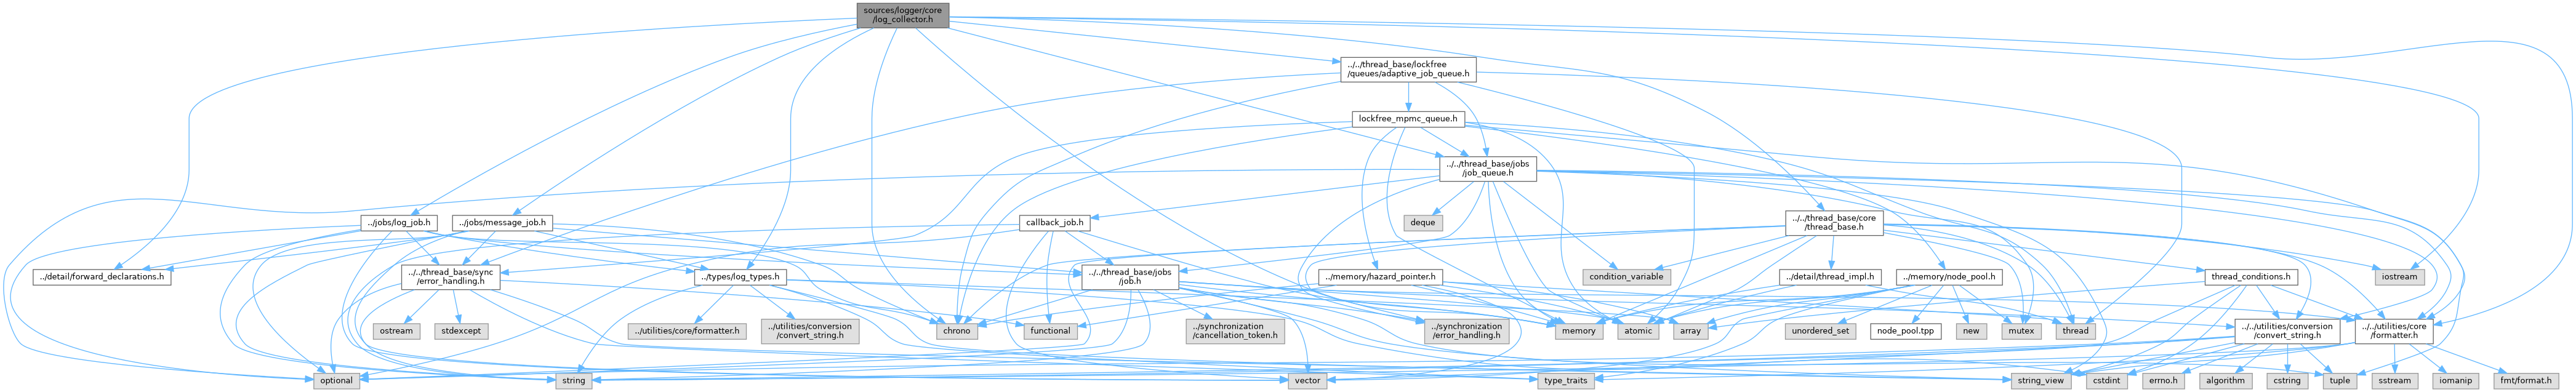 sources/logger/core
/log_collector.h
../../thread_base/lockfree
/queues/adaptive_job_queue.h
lockfree_mpmc_queue.h
../../thread_base/jobs
/job_queue.h
../jobs/log_job.h
../jobs/message_job.h
callback_job.h
deque
../../thread_base/core
/thread_base.h
../detail/forward_declarations.h
../../thread_base/sync
/error_handling.h
../types/log_types.h
../../thread_base/jobs
/job.h
condition_variable
../memory/hazard_pointer.h
../detail/thread_impl.h
../memory/node_pool.h
thread_conditions.h
iostream
ostream
stdexcept
../utilities/core/formatter.h
../utilities/conversion
/convert_string.h
chrono
functional
../synchronization
/cancellation_token.h
../synchronization
/error_handling.h
memory
atomic
array
unordered_set
node_pool.tpp
new
mutex
thread
../../utilities/conversion
/convert_string.h
../../utilities/core
/formatter.h
optional
string
vector
type_traits
string_view
cstdint
errno.h
algorithm
cstring
tuple
sstream
iomanip
fmt/format.h